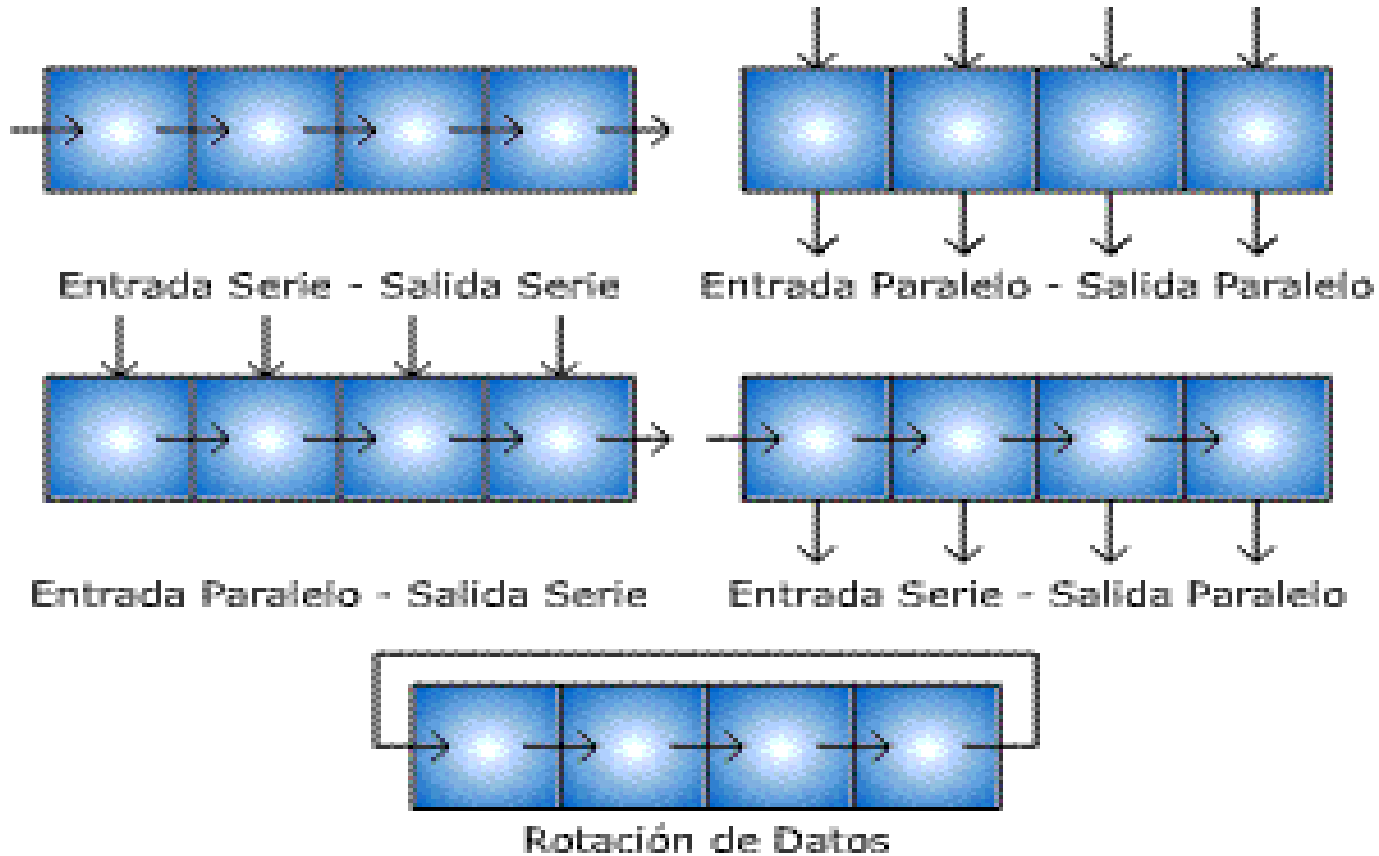 Entrada Serie - Salida Serie
Entrada Paralelo - Salida Paralelo
Entrada Paralelo - Salida Serie
Entrada Serie - Salida Paralelo
Rotación de Datos